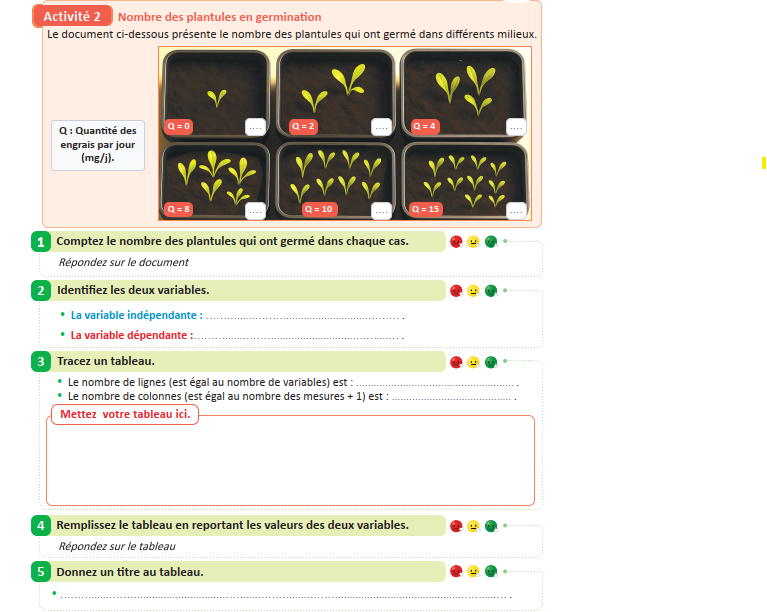 Activité 2 Nombre des plantules en germination
Le document ci-dessous présente le nombre des plantules qui ont germé dans différents milieux.
Q : Quantité des
engrais par jour
(mg/j).
Q = 0 .... Q = 2 .... Q = 4 ....
Q = 8 .... Q = 10 .... Q = 15 ....
1 Comptez le nombre des plantules qui ont germé dans chaque cas.
Répondez sur le document
2 Identifiez les deux variables.
• La variable indépendante : .................................................... .
• La variable dépendante :....................................................... .
3 Tracez un tableau.
• Le nombre de lignes (est égal au nombre de variables) est : .................................................... .
• Le nombre de colonnes (est égal au nombre des mesures + 1) est : ........................................ .
Mettez votre tableau ici.
4 Remplissez le tableau en reportant les valeurs des deux variables.
Répondez sur le tableau
5 Donnez un titre au tableau.
• ........................................................................................................................ .